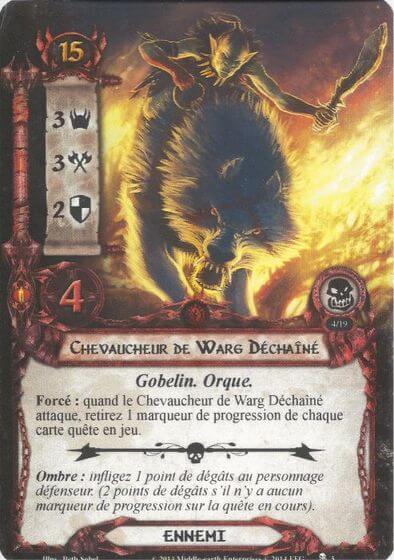 15
3
3
2
4
4/19
Chevaucheur de Warg Déchaîné
Gobelin. Orque.
Forcé : quand le Chevaucheur de Warg Déchaîné
attaque, retirez 1 marqueur de progression de chaque
carte quête en jeu.
Ombre : infligez 1 point de dégâts au personnage
défenseur. (2 points de dégâts s'il n'y a aucun
marqueur de progression sur la quête en cours).
ENNEMI
Illus. Beth Sobel © 2014 Middle-earth Enterprises © 2014 FFG